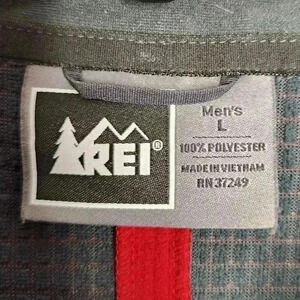 REI®
Men's
L
100% POLYESTER
MADE IN VIETNAM
RN 37249